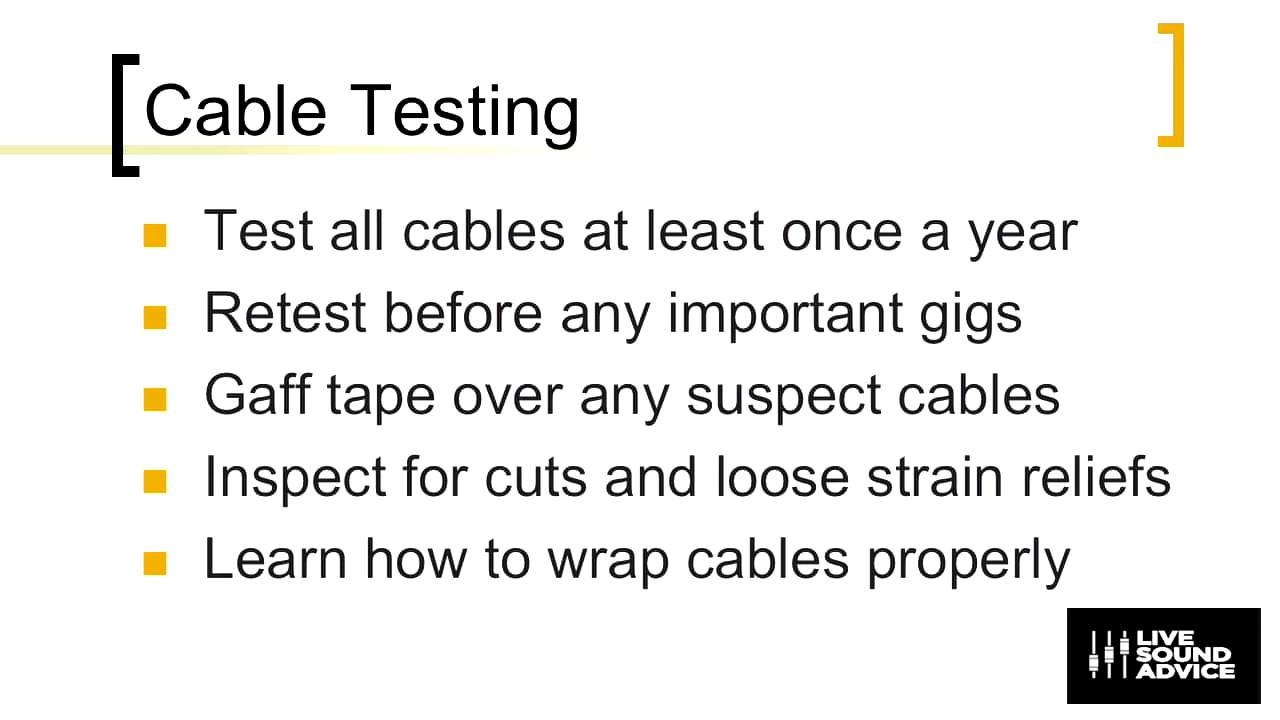 Cable Testing
Test all cables at least once a year
Retest before any important gigs
Gaff tape over any suspect cables
Inspect for cuts and loose strain reliefs
Learn how to wrap cables properly
LIVE
SOUND
ADVICE